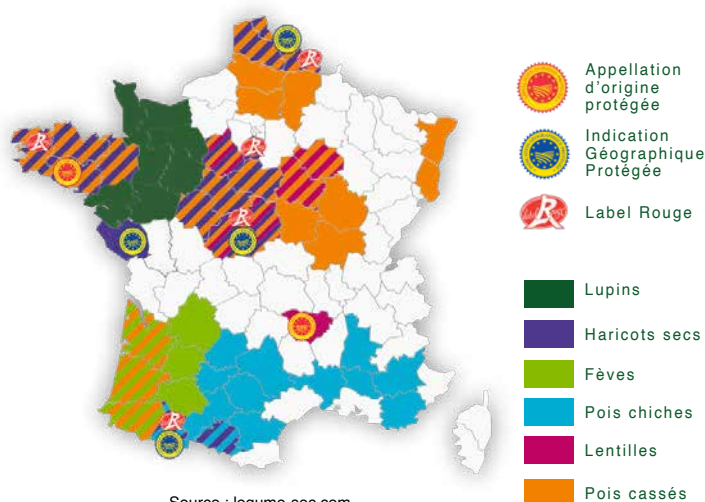 Appellation
d'origine
protégée
Indication
Géographique
Protégée
Label Rouge
Lupins
Haricots secs
Fèves
Pois chiches
Lentilles
Pois cassés